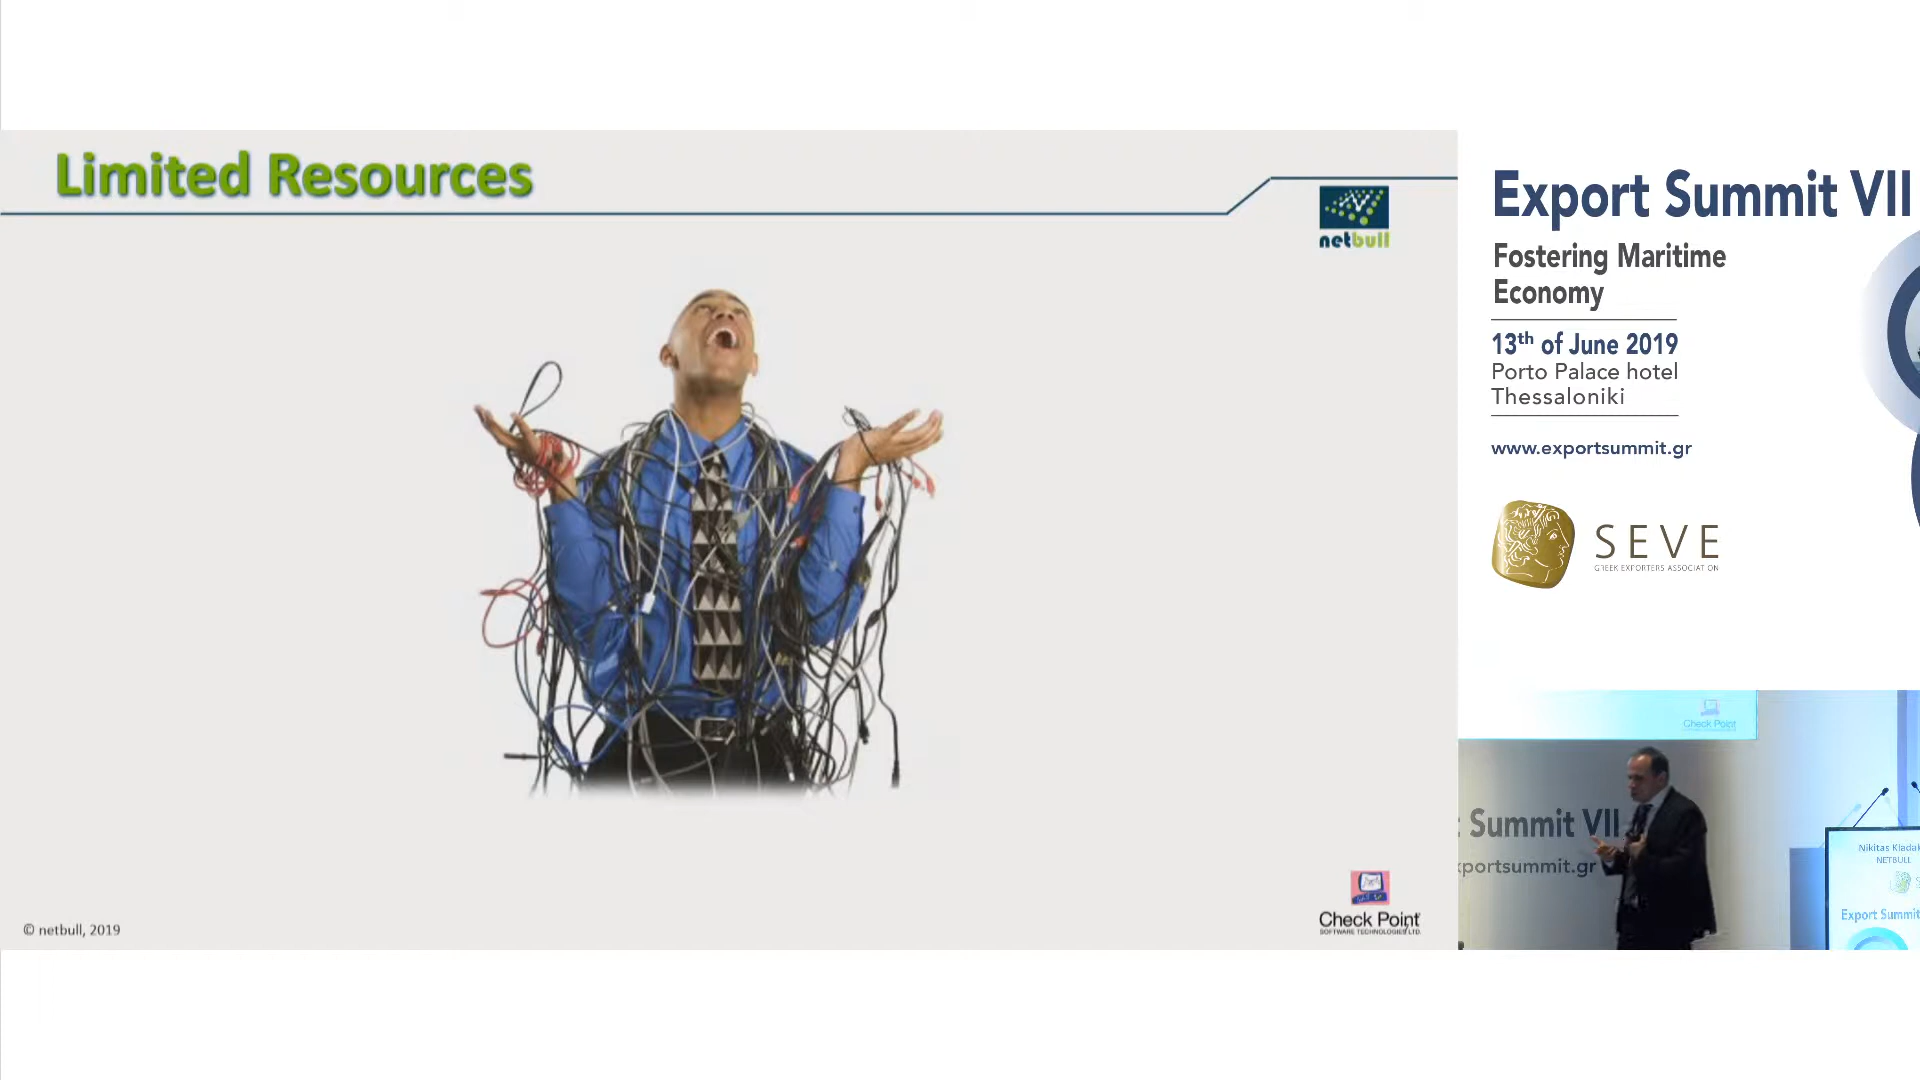 Limited Resources
netbull
© netbull, 2019
Check Point
SOFTWARE TECHNOLOGIES LTD.
Export Summit VII
Fostering Maritime
Economy
13th of June 2019
Porto Palace hotel
Thessaloniki
www.exportsummit.gr
SEVE
GREEK EXPORTERS ASSOCIATION
Check Point
Summit VII
xportsummit.gr
Nikitas Klada
NETBULL
Export Summit